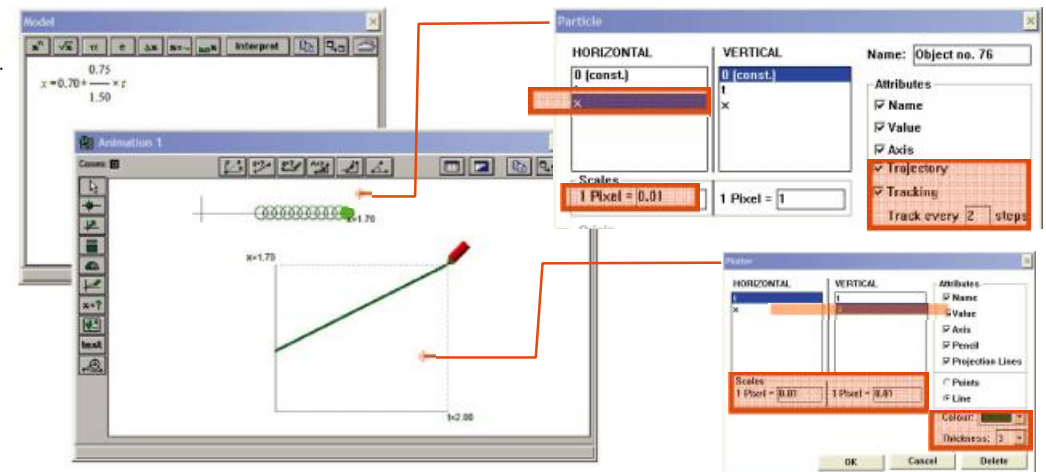 Model
Interpret
0.75
x = 0.70 + —— × t
1.50
Animation 1
Cases:
x=?
text
x=1.70
x=1.70
t=2.00
Particle
HORIZONTAL
0 (const.)
t
x
VERTICAL
0 (const.)
t
x
Name: Object no. 76
Attributes
Name
Value
Axis
Trajectory
Tracking
Track every 2 steps
Scales
1 Pixel = 0.01
1 Pixel = 1
Origin
Plotter
HORIZONTAL
t
x
VERTICAL
t
x
Attributes
Name
Value
Axis
Pencil
Projection Lines
Points
Line
Scales
1 Pixel = 0.01
1 Pixel = 0.01
Colour:
Thickness: 3
OK
Cancel
Delete